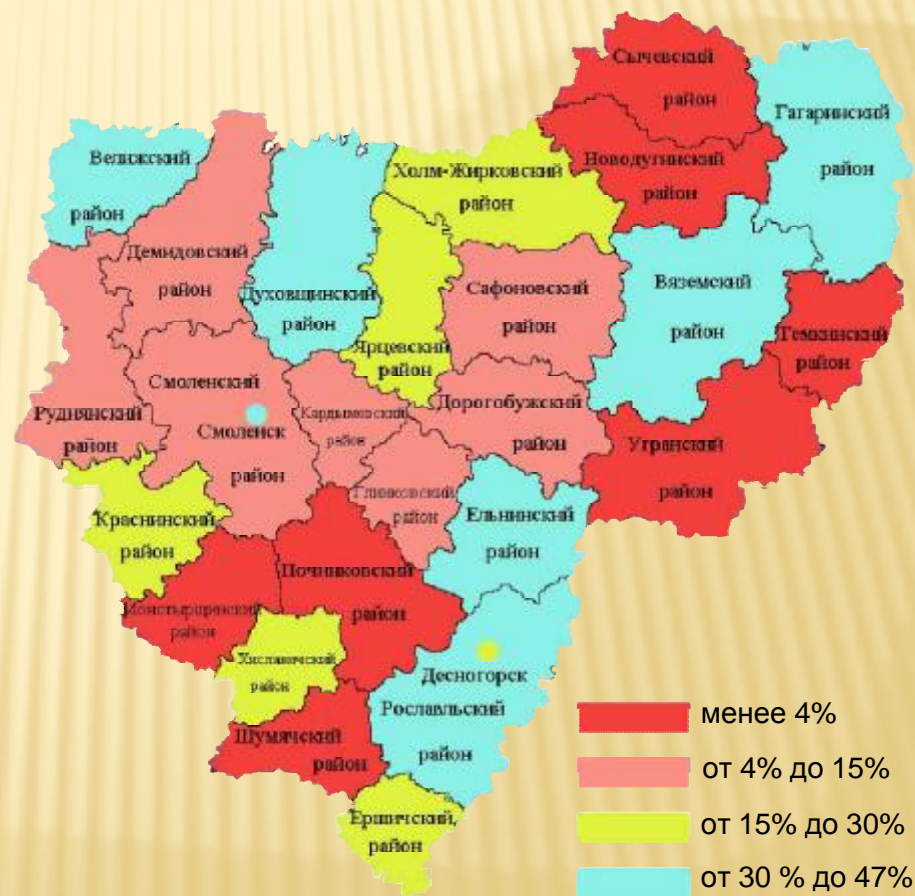 Сычевский
район
Гагаринский
район
Новодугинский
район
Велижский
район
Холм-Жирковский
район
Демидовский
район
Духовщинский
район
Сафоновский
район
Вяземский
район
Темкинский
район
Ярцевский
район
Смоленский
Смоленск
район
Руднянский
район
Кардымовский
район
Дорогобужский
район
Угранский
район
Глинковский
район
Ельнинский
район
Краснинский
район
Починковский
район
район
Хиславичский
район
Десногорск
Рославльский
район
Шумячский
район
Ершичский,
район
менее 4%
от 4% до 15%
от 15% до 30%
от 30 % до 47%